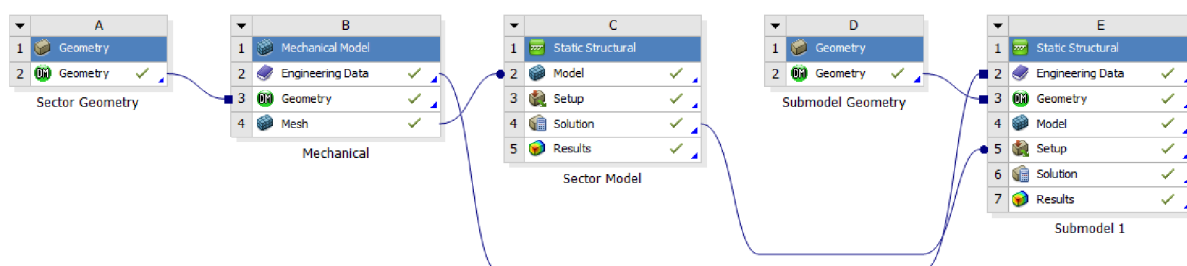 A
1 Geometry
2 Geometry
Sector Geometry
B
1 Mechanical Model
2 Engineering Data
3 Geometry
4 Mesh
Mechanical
C
1 Static Structural
2 Model
3 Setup
4 Solution
5 Results
Sector Model
D
1 Geometry
2 Geometry
Submodel Geometry
E
1 Static Structural
2 Engineering Data
3 Geometry
4 Model
5 Setup
6 Solution
7 Results
Submodel 1